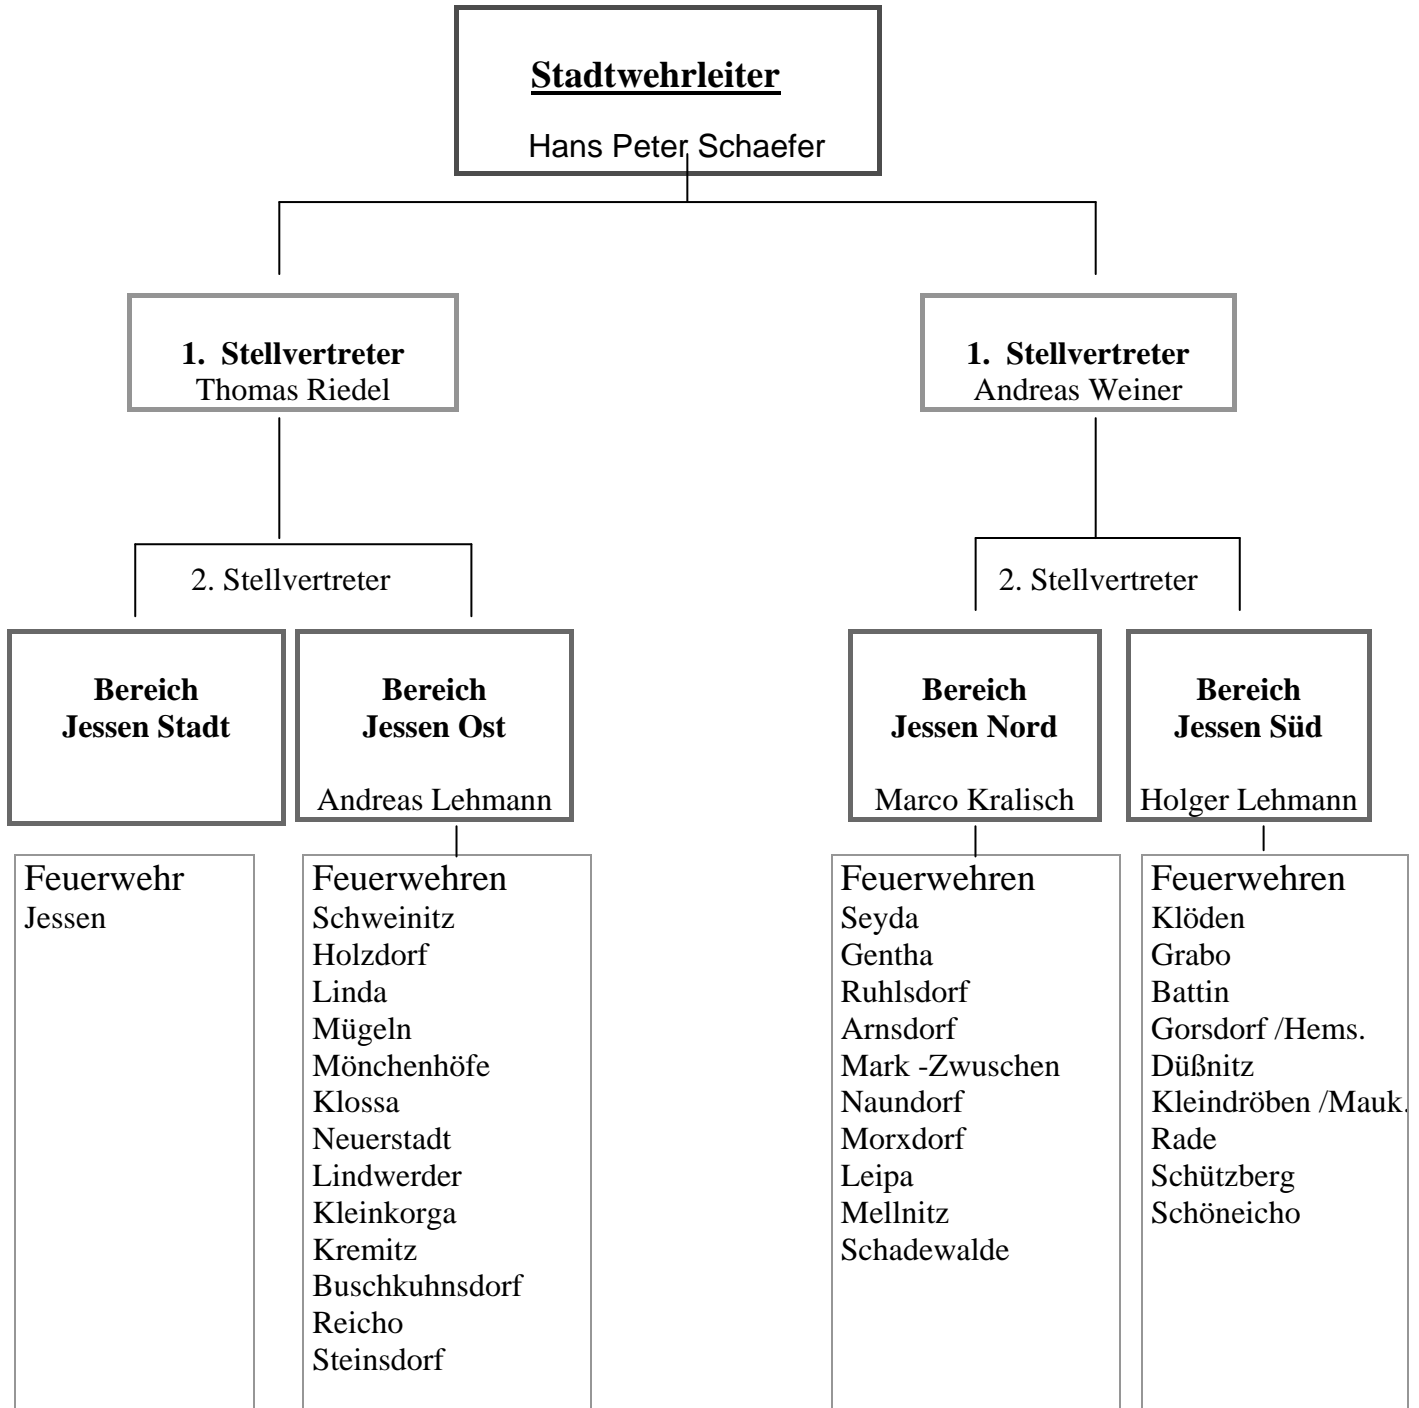 Stadtwehrleiter
Hans Peter Schaefer
1. Stellvertreter
Thomas Riedel
1. Stellvertreter
Andreas Weiner
2. Stellvertreter
2. Stellvertreter
Bereich
Jessen Stadt
Bereich
Jessen Ost
Andreas Lehmann
Bereich
Jessen Nord
Marco Kralisch
Bereich
Jessen Süd
Holger Lehmann
Feuerwehr
Jessen
Feuerwehren
Schweinitz
Holzdorf
Linda
Mügeln
Mönchenhöfe
Klossa
Neuerstadt
Lindwerder
Kleinkorga
Kremitz
Buschkuhnsdorf
Reicho
Steinsdorf
Feuerwehren
Seyda
Gentha
Ruhlsdorf
Arnsdorf
Mark -Zwuschen
Naundorf
Morxdorf
Leipa
Mellnitz
Schadewalde
Feuerwehren
Klöden
Grabo
Battin
Gorsdorf /Hems.
Düßnitz
Kleindröben /Mauk.
Rade
Schützberg
Schöneicho